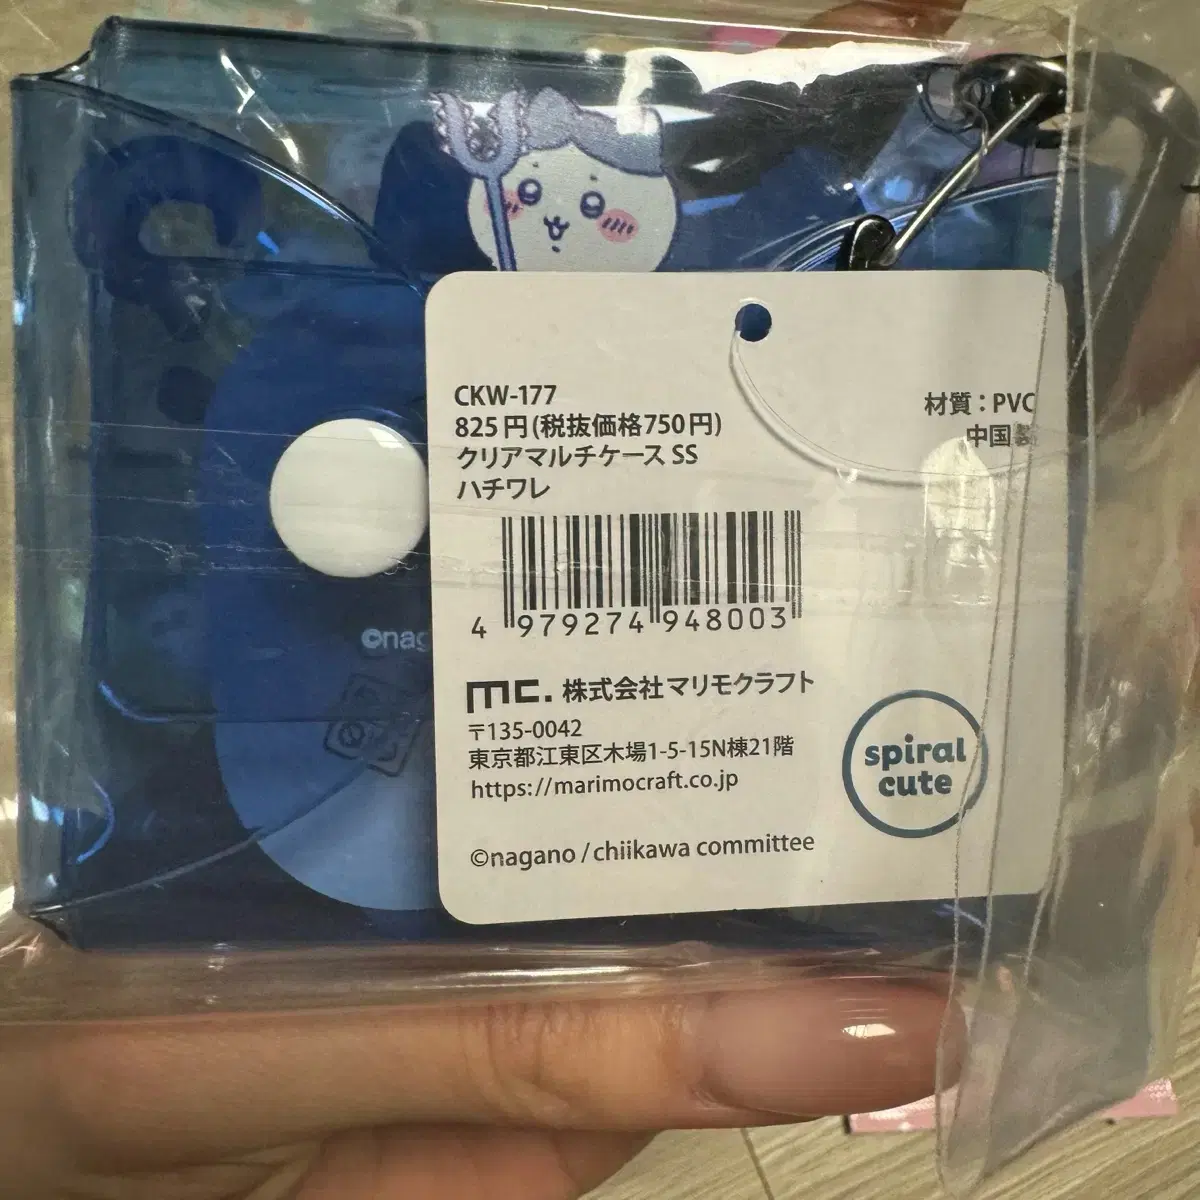 CKW-177
825円(税抜価格750円)
クリアマルチケース SS
ハチワレ
材質：PVC
中国製
4 979274 948003
©nag
mc. 株式会社マリモクラフト
〒135-0042
東京都江東区木場1-5-15N棟21階
https://marimocraft.co.jp
spiral
cute
©nagano / chiikawa committee